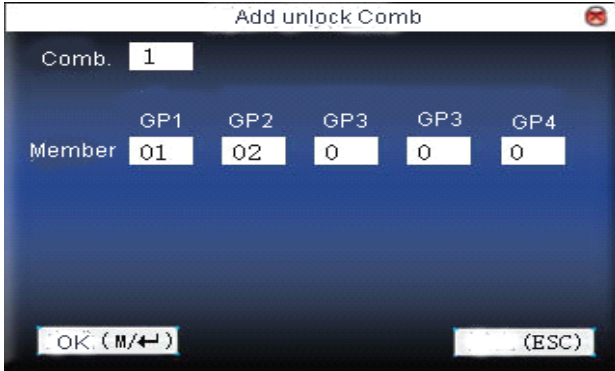 Add unlock Comb
Comb. 1
GP1 GP2 GP3 GP3 GP4
Member 01 02 0 0 0
OK (M/↵) (ESC)